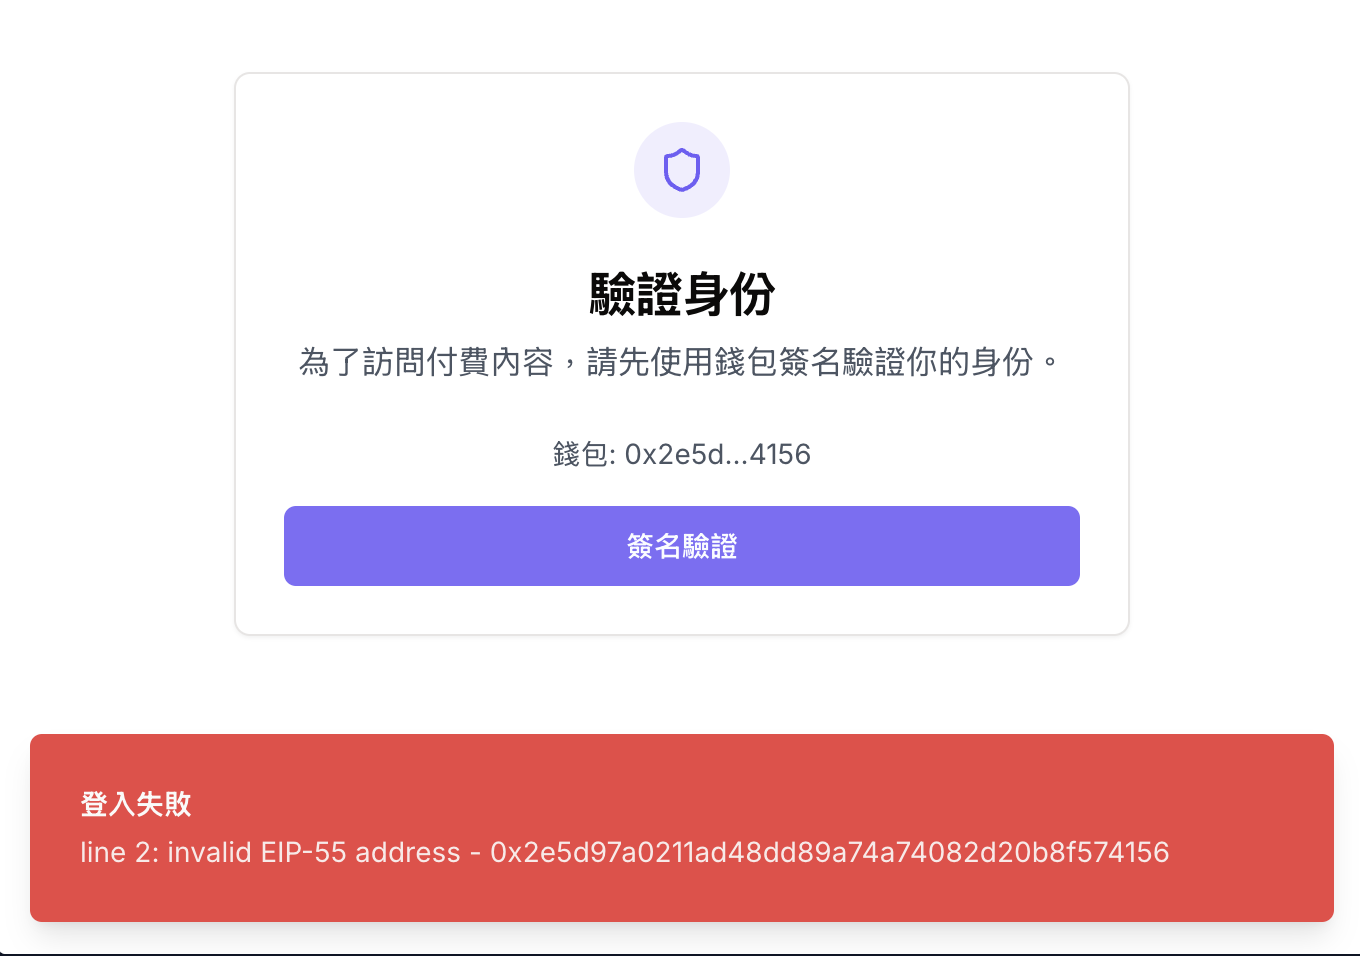 驗證身份
為了訪問付費內容，請先使用錢包簽名驗證你的身份。
錢包: 0x2e5d...4156
簽名驗證
登入失敗
line 2: invalid EIP-55 address - 0x2e5d97a0211ad48dd89a74a74082d20b8f574156